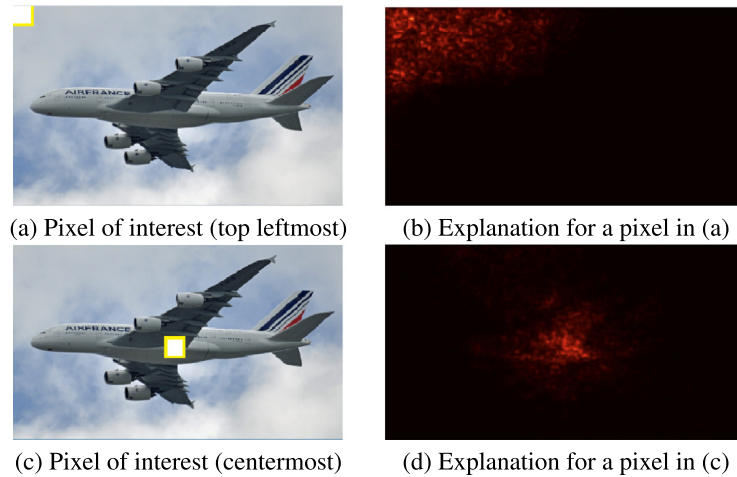 AIRFRANCE
(a) Pixel of interest (top leftmost)
(b) Explanation for a pixel in (a)
AIRFRANCE
(c) Pixel of interest (centermost)
(d) Explanation for a pixel in (c)